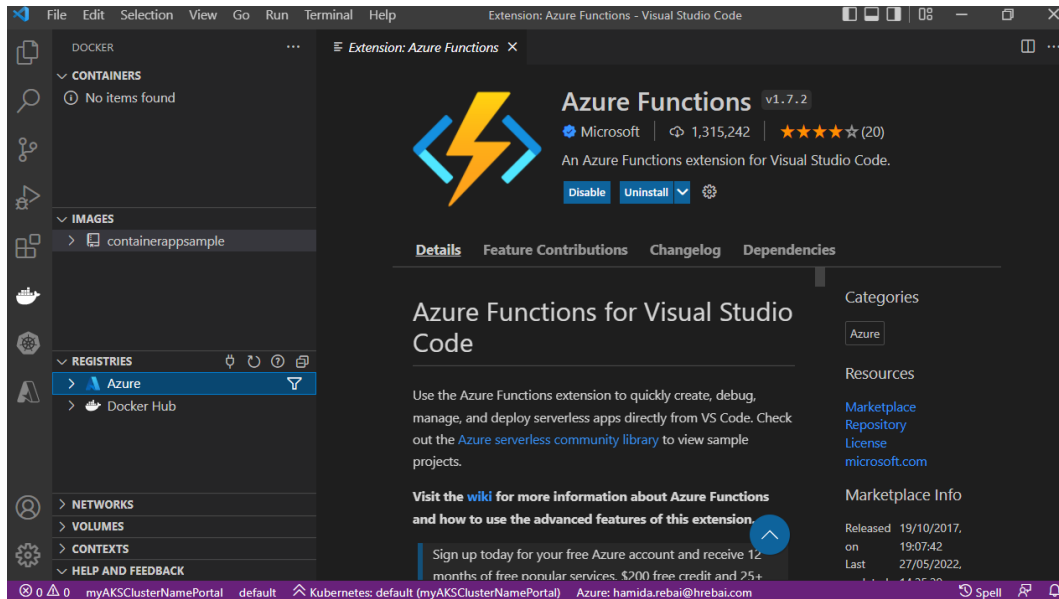 File Edit Selection View Go Run Terminal Help Extension: Azure Functions - Visual Studio Code
DOCKER
CONTAINERS
No items found
IMAGES
containerappsample
REGISTRIES
Azure
Docker Hub
NETWORKS
VOLUMES
CONTEXTS
HELP AND FEEDBACK
Extension: Azure Functions
Azure Functions v1.7.2
Microsoft 1,315,242 (20)
An Azure Functions extension for Visual Studio Code.
Disable Uninstall
Details Feature Contributions Changelog Dependencies
Azure Functions for Visual Studio
Code
Use the Azure Functions extension to quickly create, debug,
manage, and deploy serverless apps directly from VS Code. Check
out the Azure serverless community library to view sample
projects.
Visit the wiki for more information about Azure Functions
and how to use the advanced features of this extension.
Sign up today for your free Azure account and receive 12
months of free popular services, $200 free credit and 25+
Categories
Azure
Resources
Marketplace
Repository
License
microsoft.com
Marketplace Info
Released 19/10/2017,
on 19:07:42
Last 27/05/2022,
0 0 myAKSClusterNamePortal default Kubernetes: default (myAKSClusterNamePortal) Azure: hamida.rebai@hrebai.com Spell